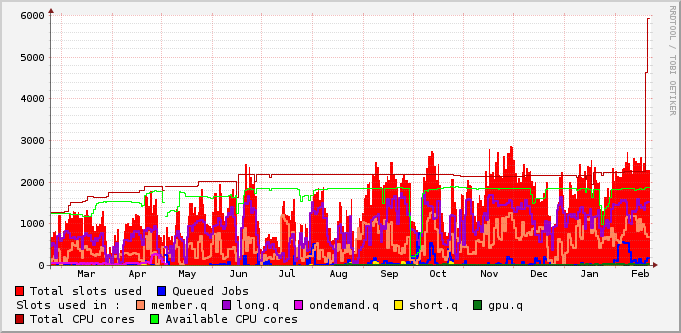 6000
5000
4000
3000
2000
1000
0
Mar Apr May Jun Jul Aug Sep Oct Nov Dec Jan Feb
Total slots used Queued Jobs
Slots used in : member.q long.q ondemand.q short.q gpu.q
Total CPU cores Available CPU cores
RRDTOOL / TOBI OETIKER